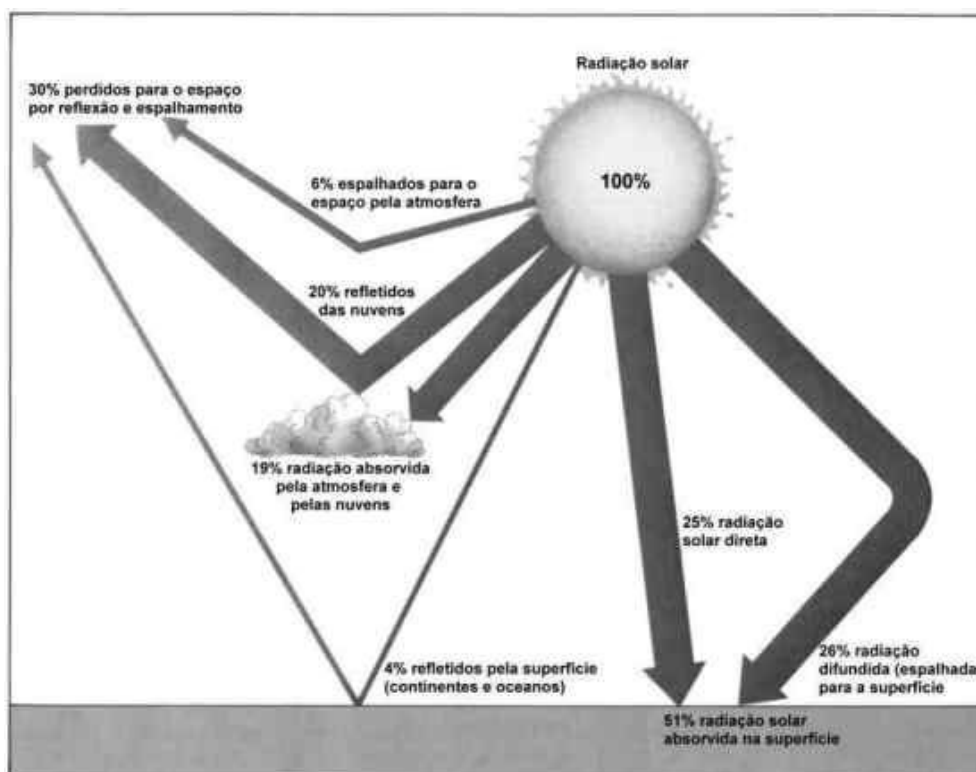 Radiação solar
30% perdidos para o espaço
por reflexão e espalhamento
100%
6% espalhados para o
espaço pela atmosfera
20% refletidos
das nuvens
19% radiação absorvida
pela atmosfera e
pelas nuvens
25% radiação
solar direta
4% refletidos pela superfície
(continentes e oceanos)
26% radiação
difundida (espalhada
para a superfície
51% radiação solar
absorvida na superfície